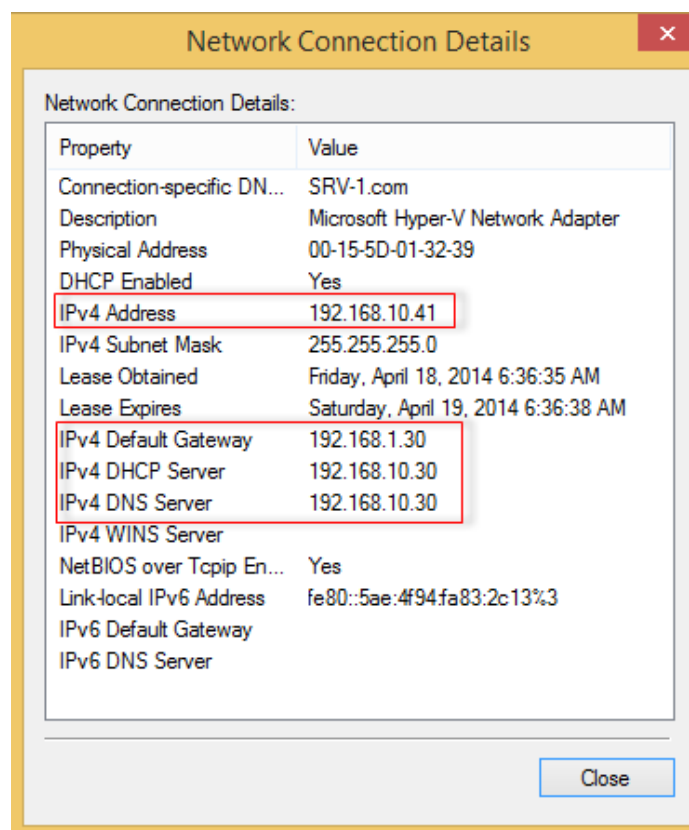 Network Connection Details
Network Connection Details:
Property Value
Connection-specific DN... SRV-1.com
Description Microsoft Hyper-V Network Adapter
Physical Address 00-15-5D-01-32-39
DHCP Enabled Yes
IPv4 Address 192.168.10.41
IPv4 Subnet Mask 255.255.255.0
Lease Obtained Friday, April 18, 2014 6:36:35 AM
Lease Expires Saturday, April 19, 2014 6:36:38 AM
IPv4 Default Gateway 192.168.1.30
IPv4 DHCP Server 192.168.10.30
IPv4 DNS Server 192.168.10.30
IPv4 WINS Server
NetBIOS over Tcpip En... Yes
Link-local IPv6 Address fe80::5ae:4f94:fa83:2c13%3
IPv6 Default Gateway
IPv6 DNS Server
Close